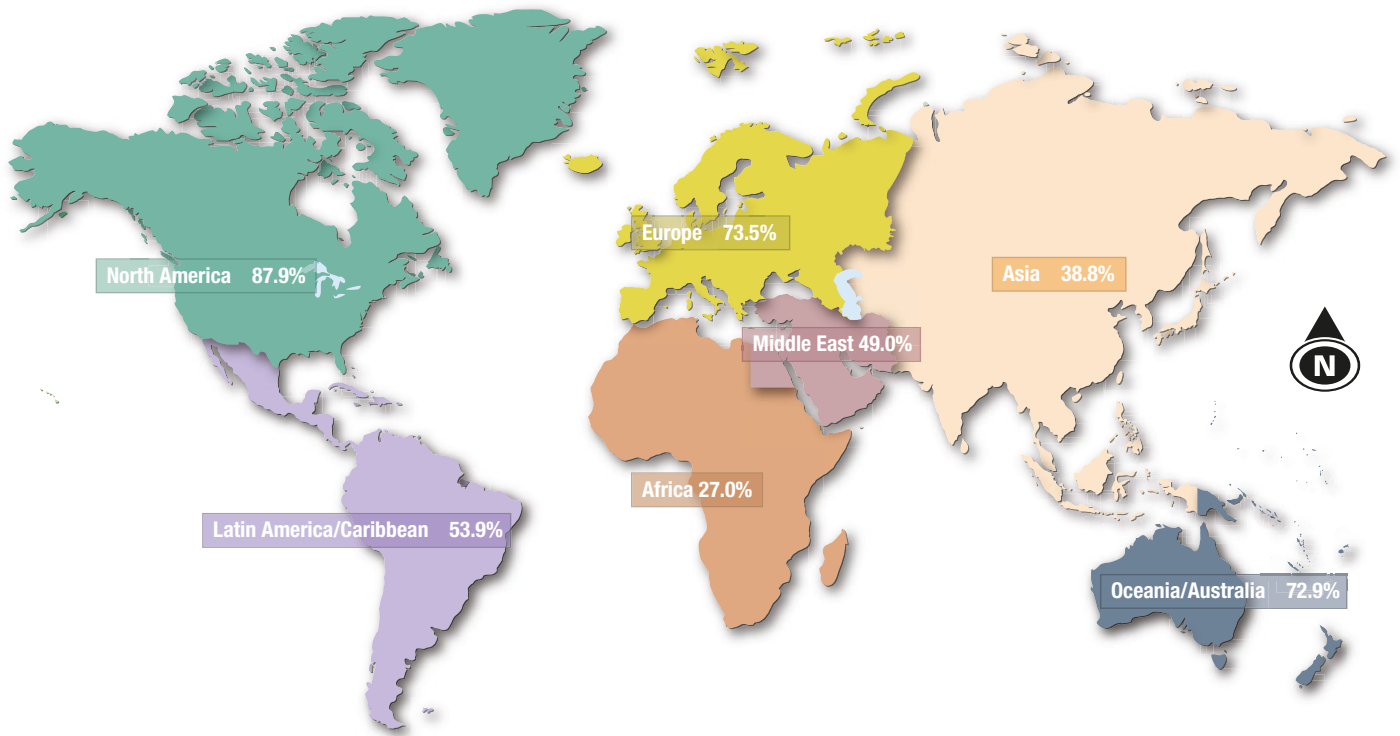 North America 87.9%
Europe 73.5%
Asia 38.8%
Middle East 49.0%
N
Africa 27.0%
Latin America/Caribbean 53.9%
Oceania/Australia 72.9%